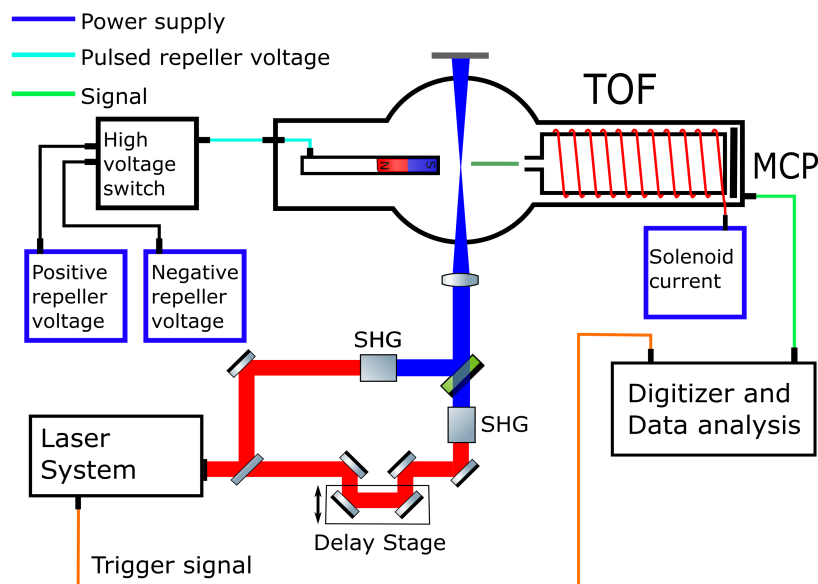 Power supply
Pulsed repeller voltage
Signal
High
voltage
switch
TOF
MCP
N S
Positive
repeller
voltage
Negative
repeller
voltage
Solenoid
current
SHG
SHG
Digitizer and
Data analysis
Laser
System
Delay Stage
Trigger signal